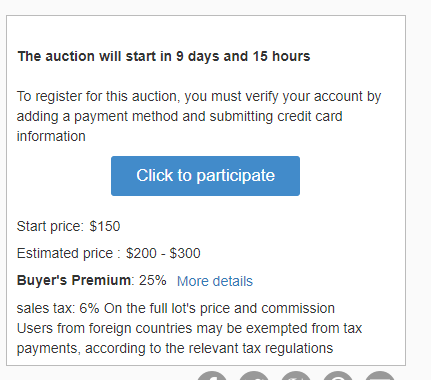 The auction will start in 9 days and 15 hours
To register for this auction, you must verify your account by
adding a payment method and submitting credit card
information
Click to participate
Start price: $150
Estimated price : $200 - $300
Buyer's Premium: 25% More details
sales tax: 6% On the full lot's price and commission
Users from foreign countries may be exempted from tax
payments, according to the relevant tax regulations